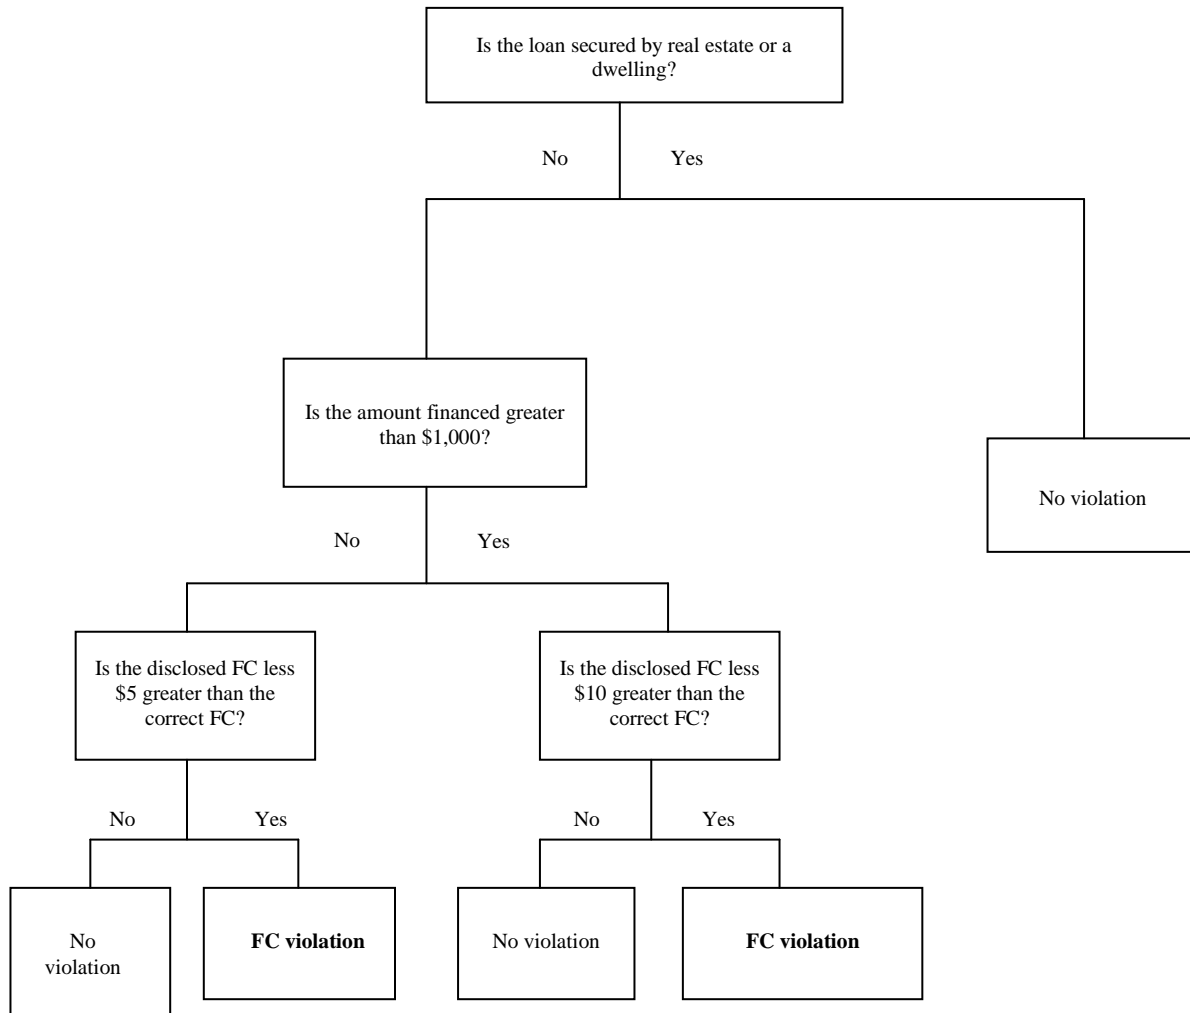 Is the loan secured by real estate or a
dwelling?
No
Yes
Is the amount financed greater
than $1,000?
No violation
No
Yes
Is the disclosed FC less
$5 greater than the
correct FC?
Is the disclosed FC less
$10 greater than the
correct FC?
No
Yes
No
Yes
No
violation
FC violation
No violation
FC violation